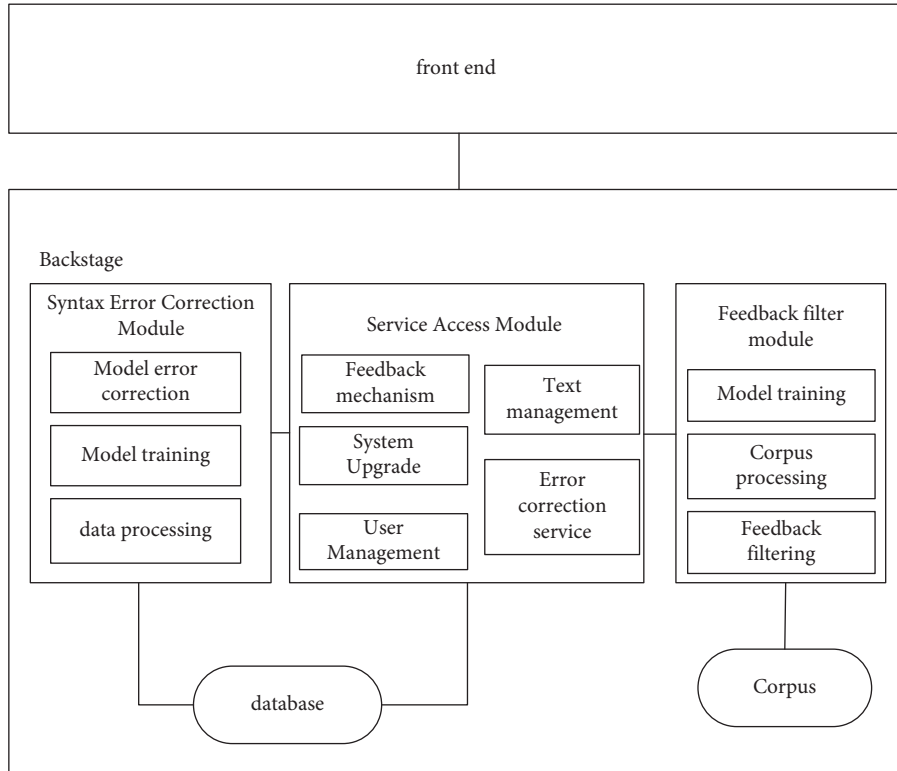 front end
Backstage
Syntax Error Correction
Module
Model error
correction
Model training
data processing
Service Access Module
Feedback
mechanism
System
Upgrade
User
Management
Text
management
Error
correction
service
Feedback filter
module
Model training
Corpus
processing
Feedback
filtering
database
Corpus